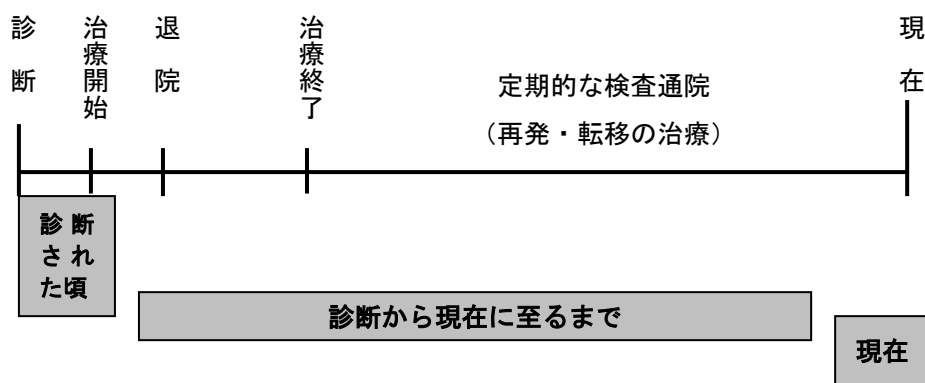 診断
治療開始
退院
治療終了
現在
定期的な検査通院
（再発・転移の治療）
診断
され
た頃
診断から現在に至るまで
現在